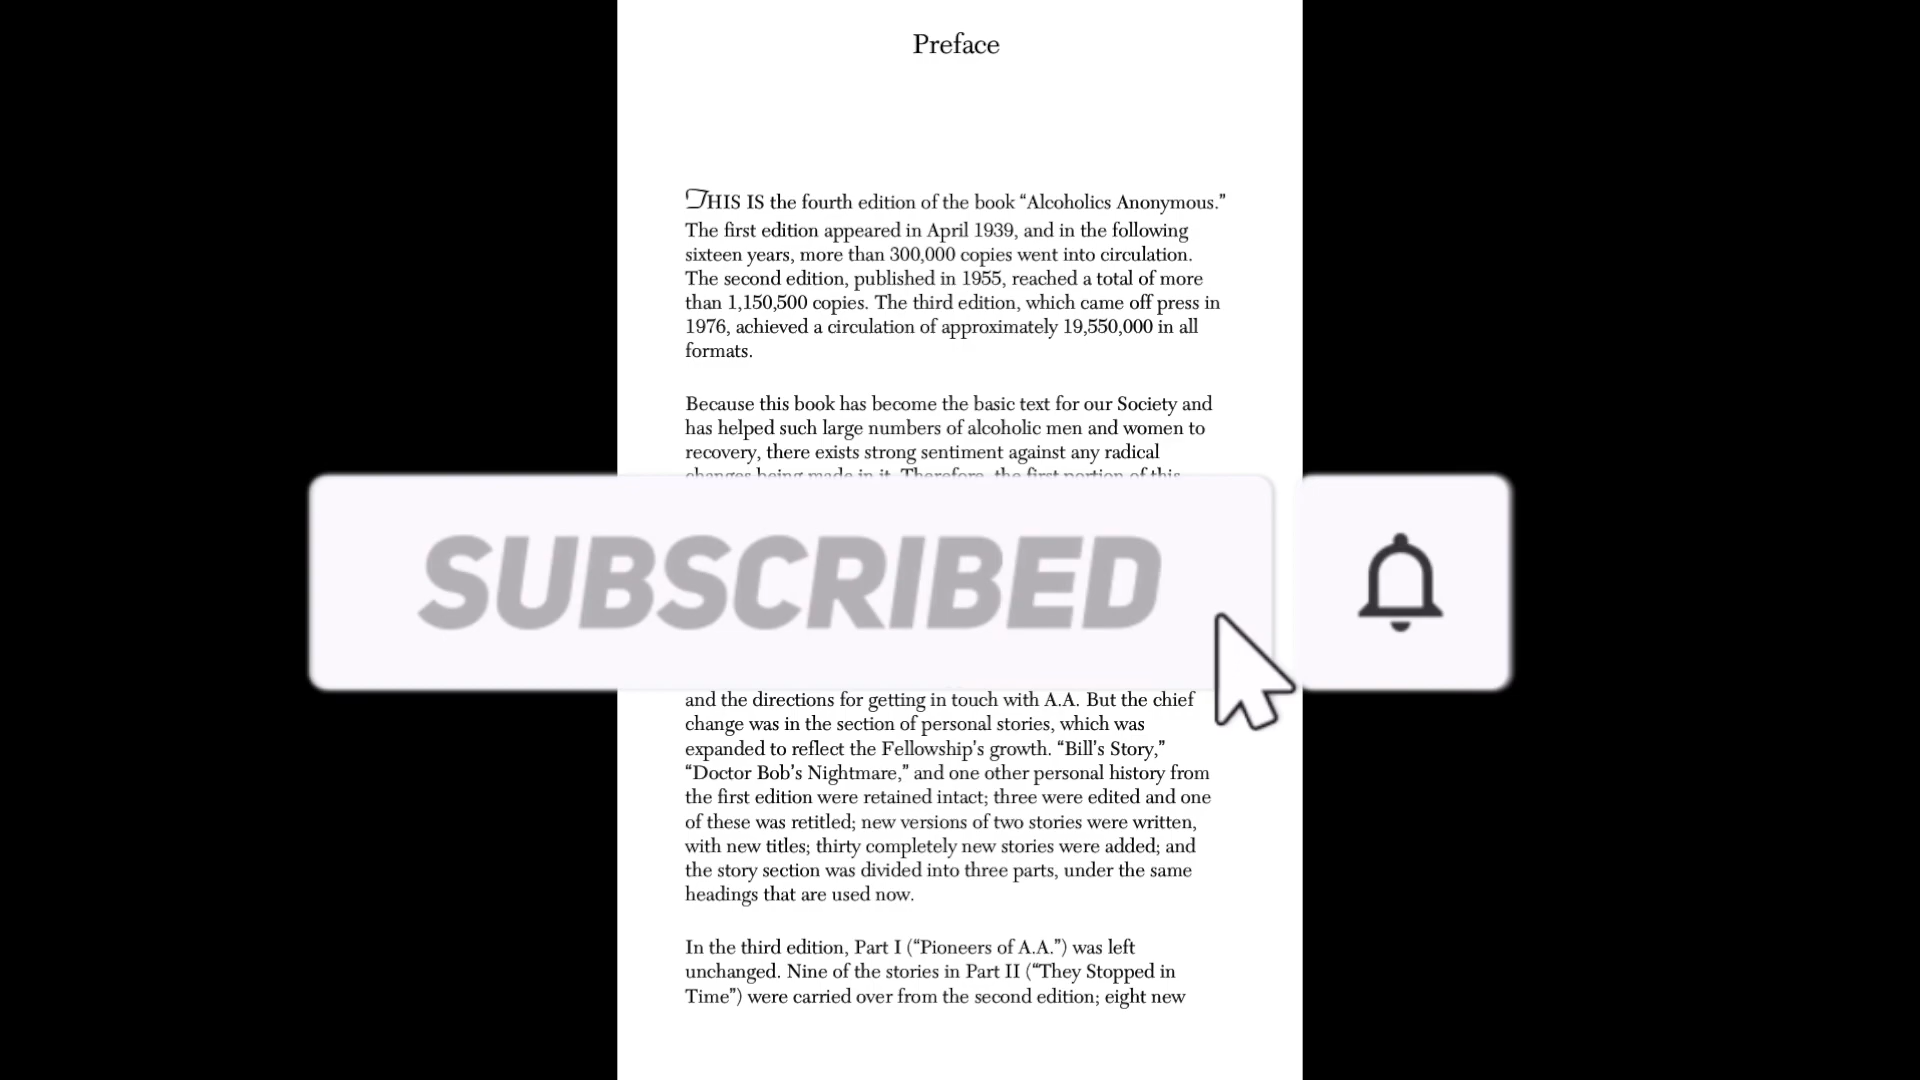 Preface
THIS IS the fourth edition of the book “Alcoholics Anonymous.”
The first edition appeared in April 1939, and in the following
sixteen years, more than 300,000 copies went into circulation.
The second edition, published in 1955, reached a total of more
than 1,150,500 copies. The third edition, which came off press in
1976, achieved a circulation of approximately 19,550,000 in all
formats.
Because this book has become the basic text for our Society and
has helped such large numbers of alcoholic men and women to
recovery, there exists strong sentiment against any radical
changes being made in it. Therefore, the first portion of this
SUBSCRIBED
and the directions for getting in touch with A.A. But the chief
change was in the section of personal stories, which was
expanded to reflect the Fellowship’s growth. “Bill’s Story,”
“Doctor Bob’s Nightmare,” and one other personal history from
the first edition were retained intact; three were edited and one
of these was retitled; new versions of two stories were written,
with new titles; thirty completely new stories were added; and
the story section was divided into three parts, under the same
headings that are used now.
In the third edition, Part I (“Pioneers of A.A.”) was left
unchanged. Nine of the stories in Part II (“They Stopped in
Time”) were carried over from the second edition; eight new